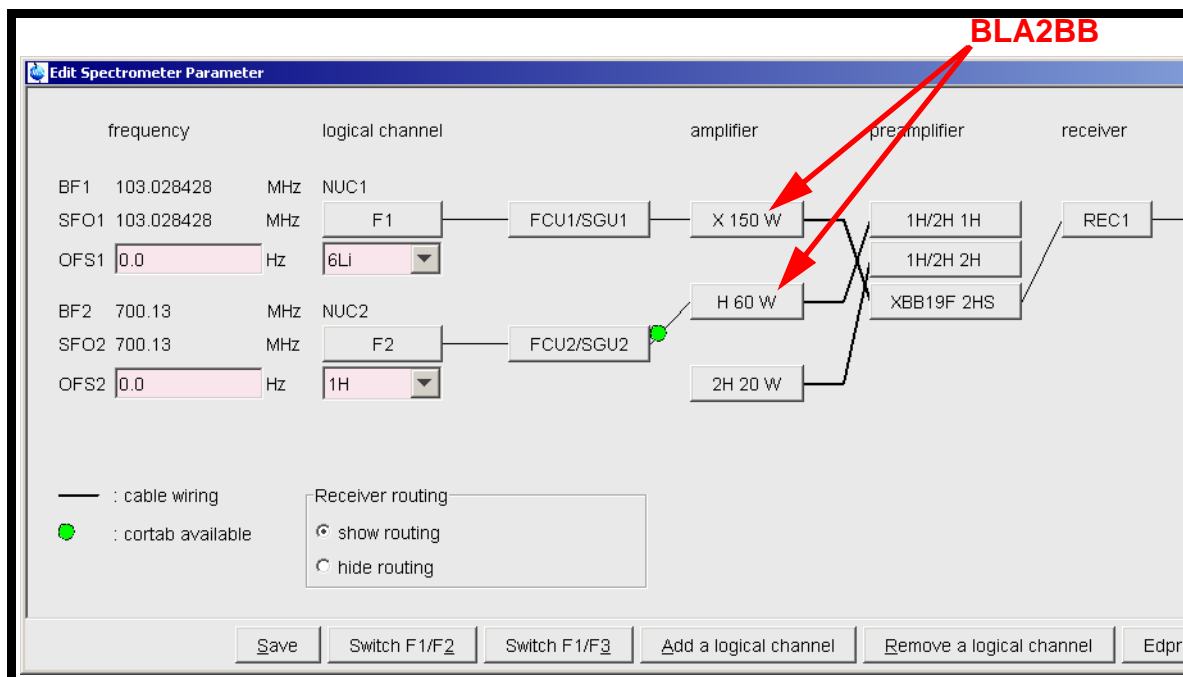 BLA2BB
Edit Spectrometer Parameter
frequency logical channel amplifier preamplifier receiver
BF1 103.028428 MHz NUC1
SFO1 103.028428 MHz F1 FCU1/SGU1 X 150 W 1H/2H 1H REC1
OFS1 0.0 Hz 6Li 1H/2H 2H
BF2 700.13 MHz NUC2 H 60 W XBB19F 2HS
SFO2 700.13 MHz F2 FCU2/SGU2
OFS2 0.0 Hz 1H 2H 20 W
: cable wiring Receiver routing
: cortab available show routing
hide routing
Save Switch F1/F2 Switch F1/F3 Add a logical channel Remove a logical channel Edpr